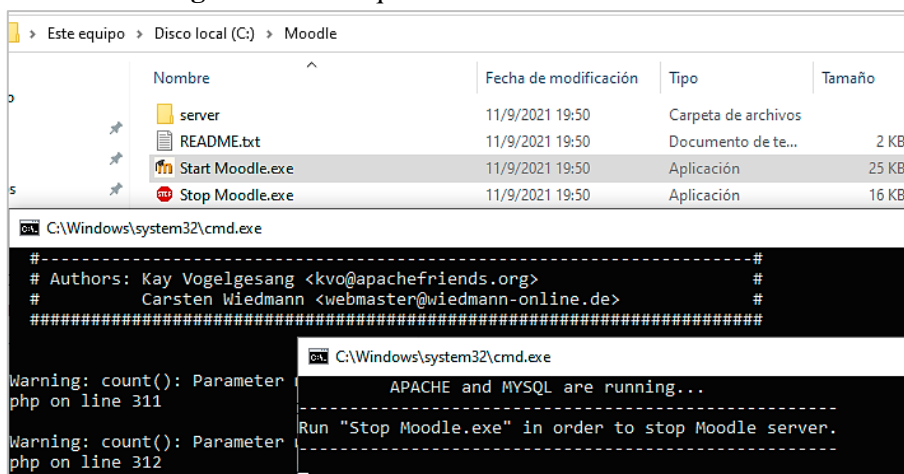 Este equipo > Disco local (C:) > Moodle
Nombre Fecha de modificación Tipo Tamaño
server 11/9/2021 19:50 Carpeta de archivos
README.txt 11/9/2021 19:50 Documento de te... 2 KB
Start Moodle.exe 11/9/2021 19:50 Aplicación 25 KB
STOP Stop Moodle.exe 11/9/2021 19:50 Aplicación 16 KB
C:\Windows\system32\cmd.exe
#----------------------------------------------------------------------#
# Authors: Kay Vogelgesang <kvo@apachefriends.org> #
# Carsten Wiedmann <webmaster@wiedmann-online.de> #
########################################################################
Warning: count(): Parameter
php on line 311
Warning: count(): Parameter
php on line 312
C:\Windows\system32\cmd.exe
APACHE and MYSQL are running...
-----------------------------------------------------
Run "Stop Moodle.exe" in order to stop Moodle server.
-----------------------------------------------------